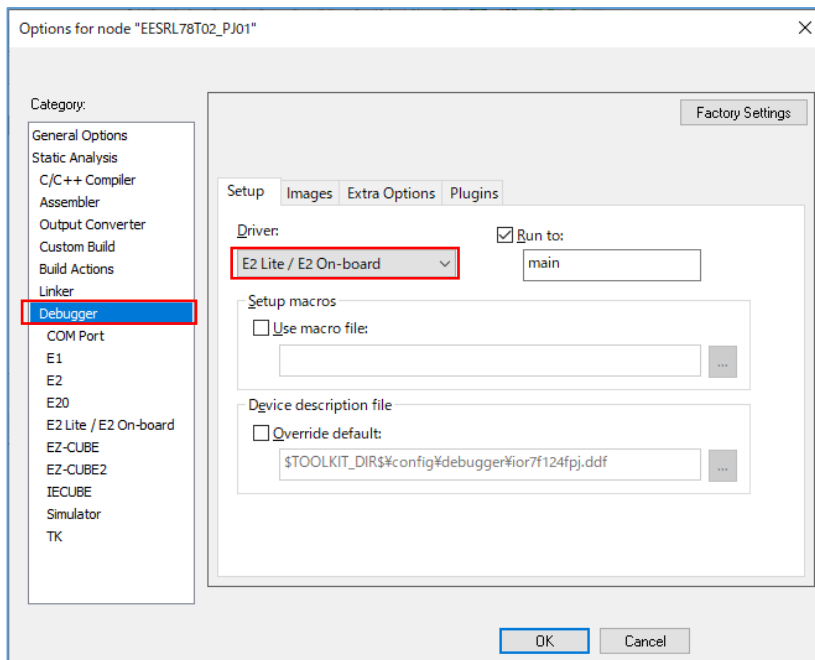 Options for node "EESRL78T02_PJ01"
Category:
Factory Settings
General Options
Static Analysis
C/C++ Compiler
Assembler
Output Converter
Custom Build
Build Actions
Linker
Debugger
COM Port
E1
E2
E20
E2 Lite / E2 On-board
EZ-CUBE
EZ-CUBE2
IECUBE
Simulator
TK
Setup Images Extra Options Plugins
Driver:
E2 Lite / E2 On-board
Run to:
main
Setup macros
Use macro file:
...
Device description file
Override default:
$TOOLKIT_DIR$¥config¥debugger¥ior7f124fpj.ddf
...
OK Cancel